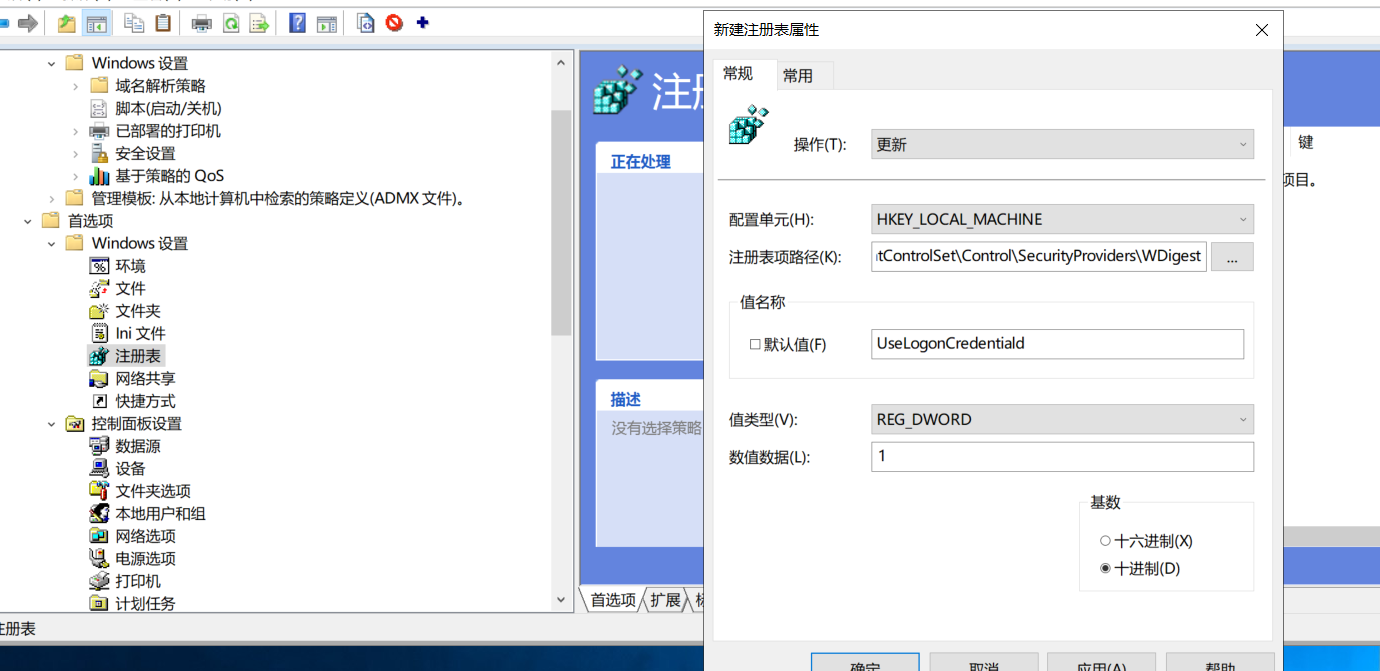 Windows 设置
域名解析策略
脚本(启动/关机)
已部署的打印机
安全设置
基于策略的 QoS
管理模板: 从本地计算机中检索的策略定义(ADMX 文件)。
首选项
Windows 设置
环境
文件
文件夹
Ini 文件
注册表
网络共享
快捷方式
控制面板设置
数据源
设备
文件夹选项
本地用户和组
网络选项
电源选项
打印机
计划任务
注册表
注册
正在处理
描述
没有选择策略
首选项
扩展
新建注册表属性
常规
常用
操作(T):
更新
配置单元(H):
HKEY_LOCAL_MACHINE
注册表项路径(K):
tControlSet\Control\SecurityProviders\WDigest
...
值名称
默认值(F)
UseLogonCredentiald
值类型(V):
REG_DWORD
数值数据(L):
1
基数
十六进制(X)
十进制(D)
确定
取消
应用(A)
帮助
键
项目。